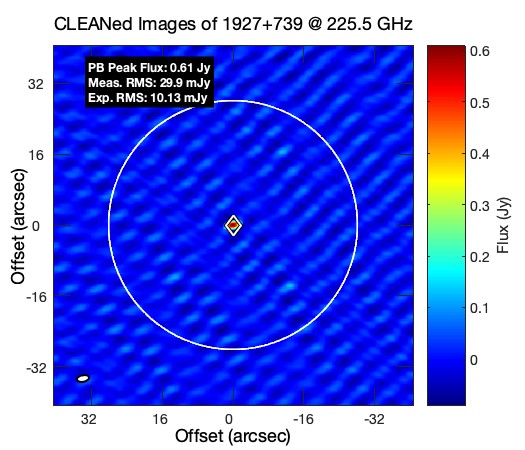 CLEANed Images of 1927+739 @ 225.5 GHz
PB Peak Flux: 0.61 Jy
Meas. RMS: 29.9 mJy
Exp. RMS: 10.13 mJy
32
16
0
-16
-32
Offset (arcsec)
32
16
0
-16
-32
Offset (arcsec)
0.6
0.5
0.4
0.3
0.2
0.1
0
Flux (Jy)